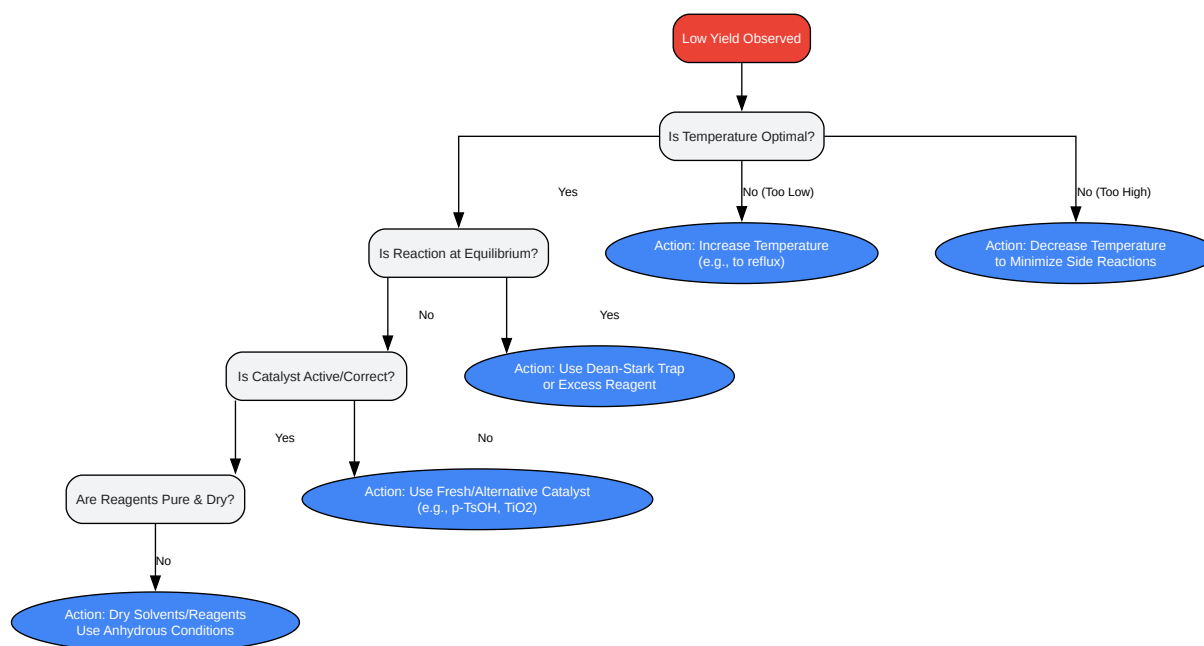 Low Yield Observed
Is Temperature Optimal?
Yes
No (Too Low)
No (Too High)
Is Reaction at Equilibrium?
Action: Increase Temperature
(e.g., to reflux)
Action: Decrease Temperature
to Minimize Side Reactions
No
Yes
Is Catalyst Active/Correct?
Action: Use Dean-Stark Trap
or Excess Reagent
Yes
No
Are Reagents Pure & Dry?
Action: Use Fresh/Alternative Catalyst
(e.g., p-TsOH, TiO2)
No
Action: Dry Solvents/Reagents
Use Anhydrous Conditions